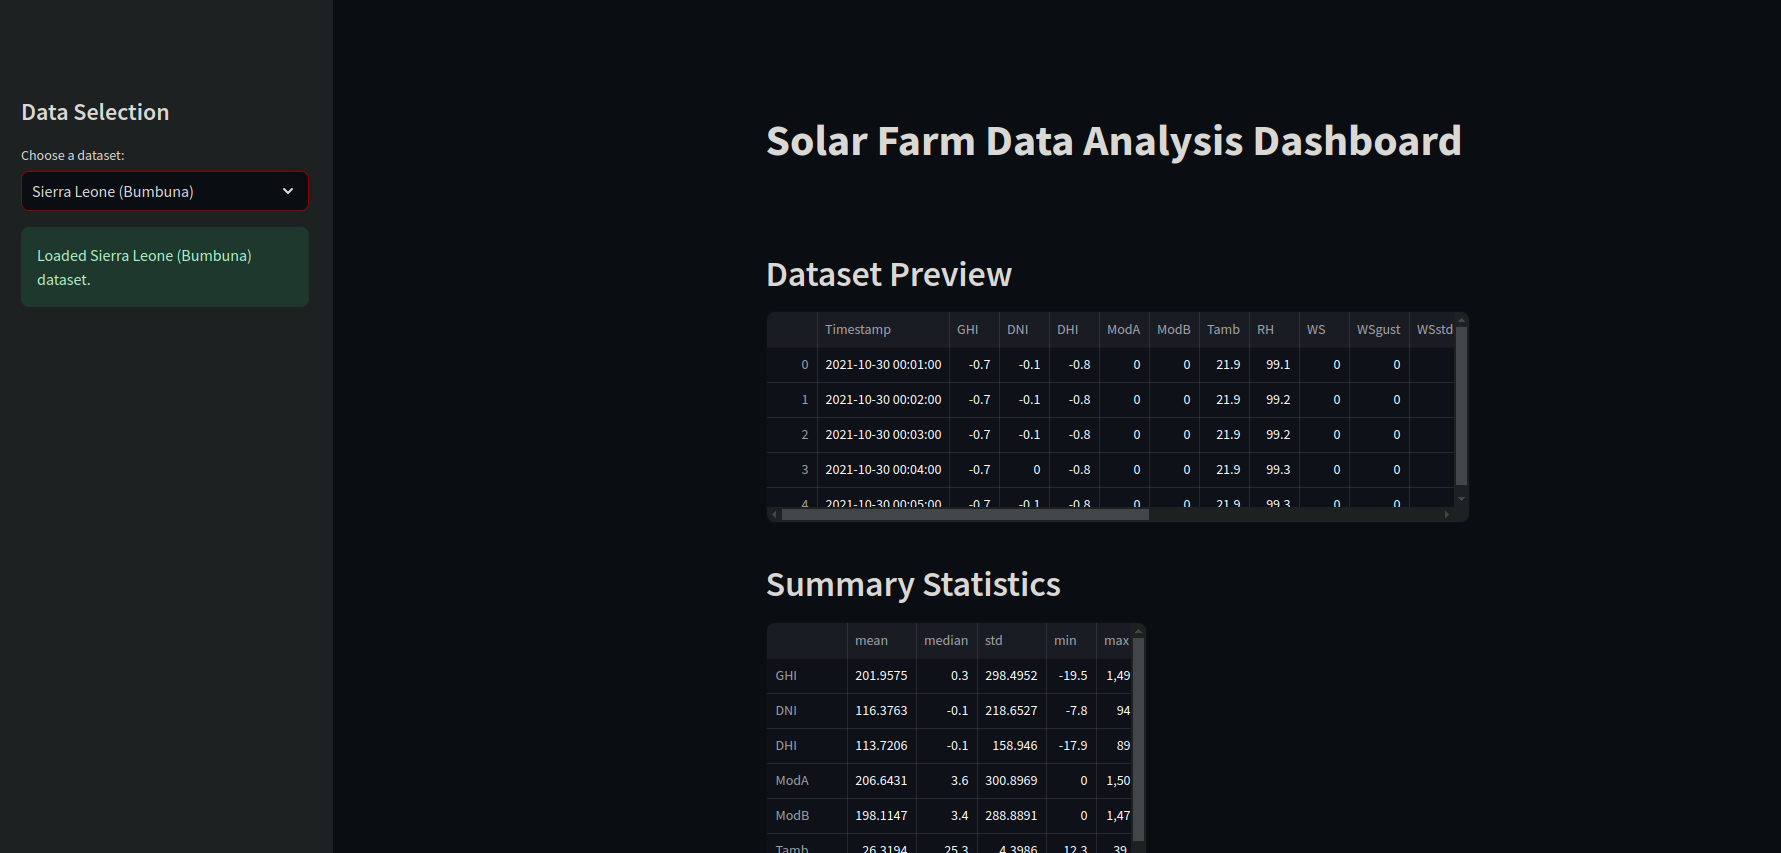 Data Selection
Choose a dataset:
Sierra Leone (Bumbuna)
Loaded Sierra Leone (Bumbuna)
dataset.
Solar Farm Data Analysis Dashboard
Dataset Preview
Timestamp GHI DNI DHI ModA ModB Tamb RH WS WSgust WSstd
0 2021-10-30 00:01:00 -0.7 -0.1 -0.8 0 0 21.9 99.1 0 0
1 2021-10-30 00:02:00 -0.7 -0.1 -0.8 0 0 21.9 99.2 0 0
2 2021-10-30 00:03:00 -0.7 -0.1 -0.8 0 0 21.9 99.2 0 0
3 2021-10-30 00:04:00 -0.7 0 -0.8 0 0 21.9 99.3 0 0
4 2021-10-30 00:05:00 -0.7 -0.1 -0.8 0 0 21.9 99.3 0 0
Summary Statistics
mean median std min max
GHI 201.9575 0.3 298.4952 -19.5 1,49
DNI 116.3763 -0.1 218.6527 -7.8 94
DHI 113.7206 -0.1 158.946 -17.9 89
ModA 206.6431 3.6 300.8969 0 1,50
ModB 198.1147 3.4 288.8891 0 1,47
Tamb 26.3194 25.3 4.3986 12.3 39.